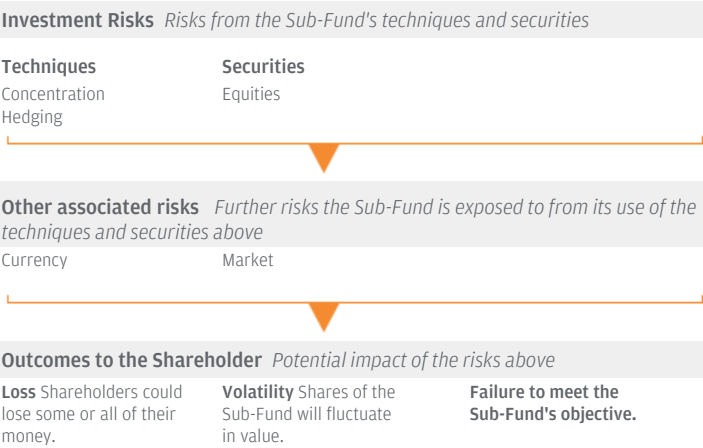 Investment Risks Risks from the Sub-Fund's techniques and securities
Techniques
Concentration
Hedging
Securities
Equities
Other associated risks Further risks the Sub-Fund is exposed to from its use of the
techniques and securities above
Currency
Market
Outcomes to the Shareholder Potential impact of the risks above
Loss Shareholders could
lose some or all of their
money.
Volatility Shares of the
Sub-Fund will fluctuate
in value.
Failure to meet the
Sub-Fund's objective.